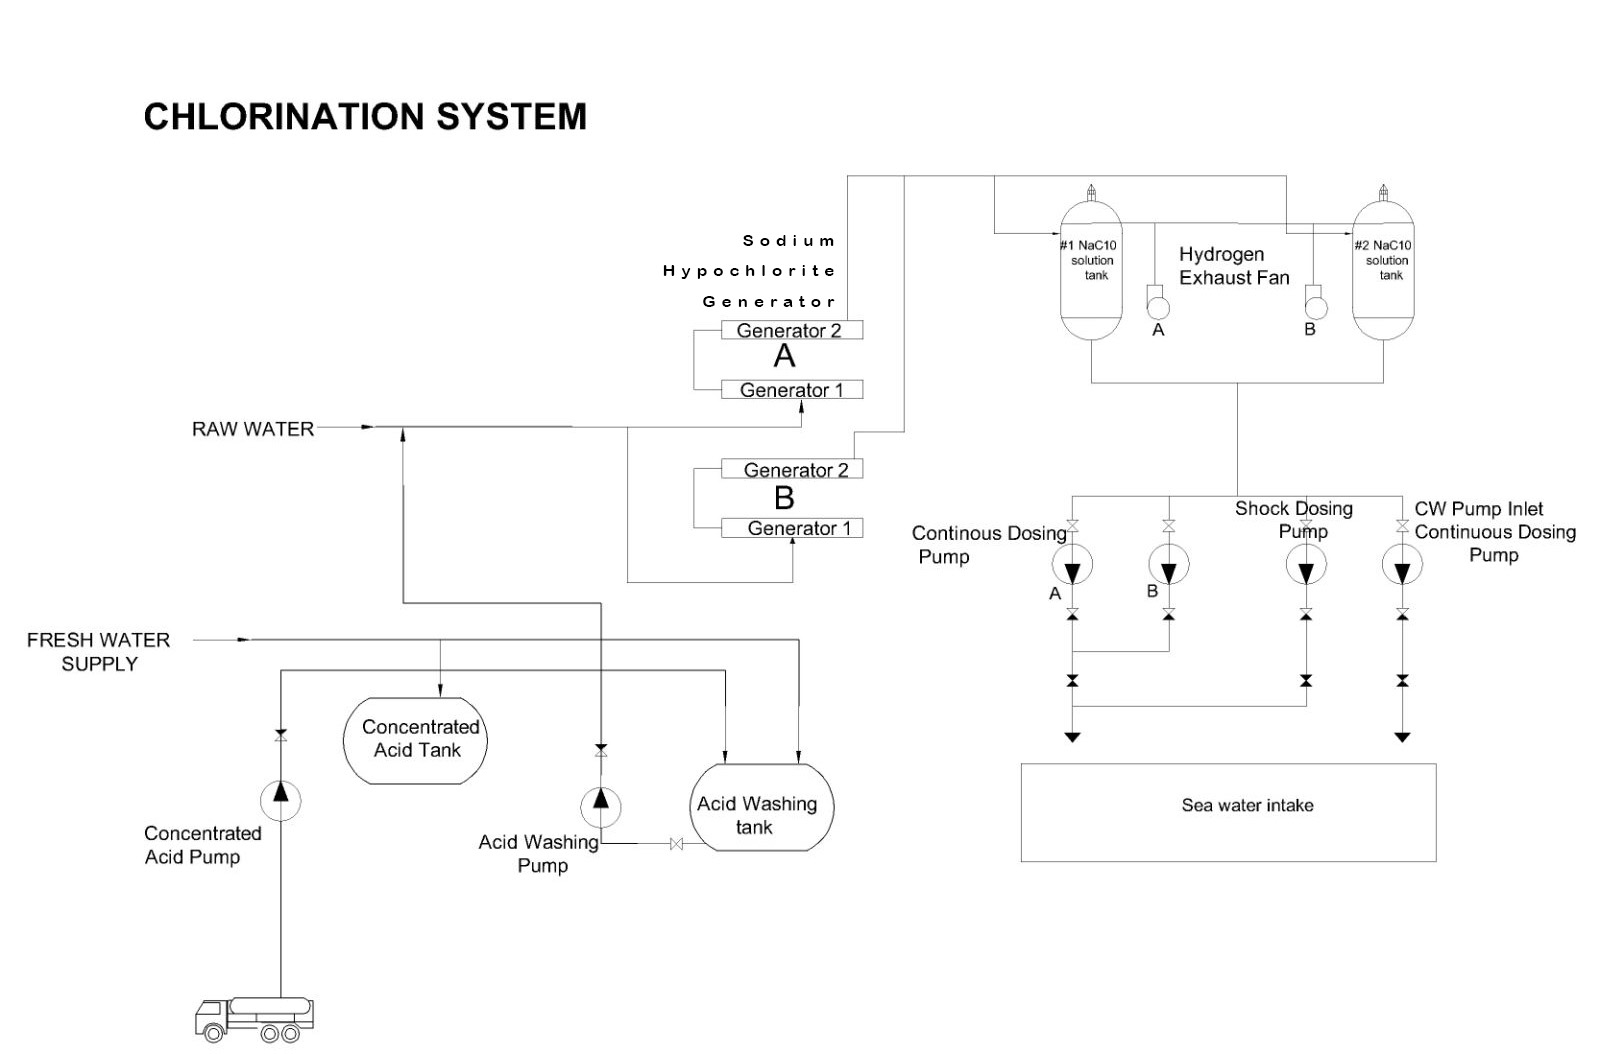 CHLORINATION SYSTEM
Sodium
Hypochlorite
Generator
Generator 2
A
Generator 1
Generator 2
B
Generator 1
RAW WATER
FRESH WATER
SUPPLY
Concentrated
Acid Tank
Concentrated
Acid Pump
Acid Washing
Pump
Acid Washing
tank
#1 NaC10
solution
tank
Hydrogen
Exhaust Fan
A
B
#2 NaC10
solution
tank
Continous Dosing
Pump
A
B
Shock Dosing
Pump
CW Pump Inlet
Continuous Dosing
Pump
Sea water intake